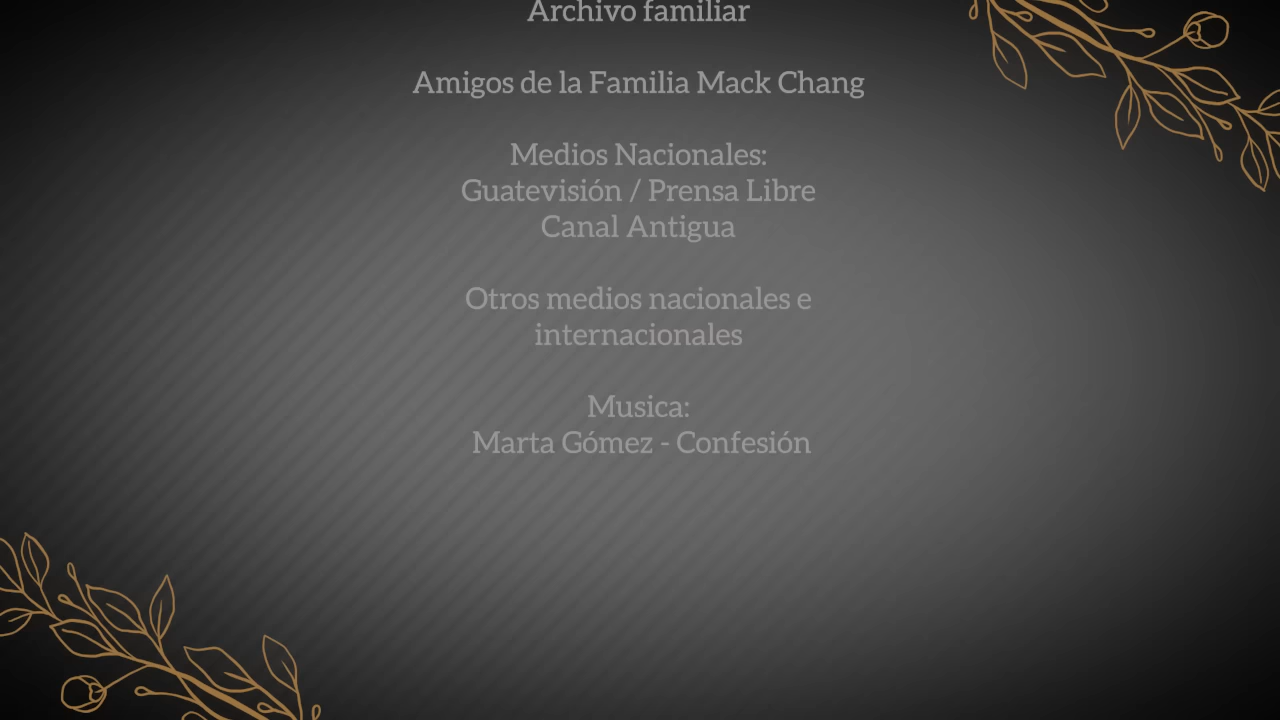 Archivo familiar
Amigos de la Familia Mack Chang
Medios Nacionales:
Guatevisión / Prensa Libre
Canal Antigua
Otros medios nacionales e
internacionales
Musica:
Marta Gómez - Confesión